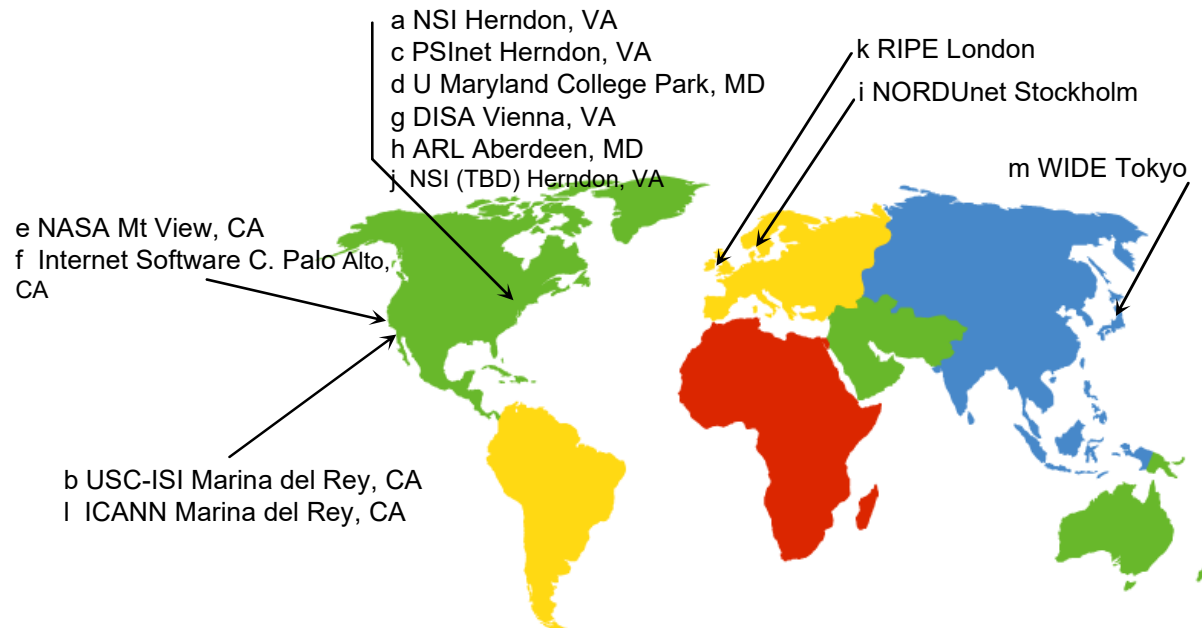 a NSI Herndon, VA
c PSInet Herndon, VA
d U Maryland College Park, MD
g DISA Vienna, VA
h ARL Aberdeen, MD
j NSI (TBD) Herndon, VA
k RIPE London
i NORDUnet Stockholm
m WIDE Tokyo
e NASA Mt View, CA
f Internet Software C. Palo Alto,
CA
b USC-ISI Marina del Rey, CA
l ICANN Marina del Rey, CA